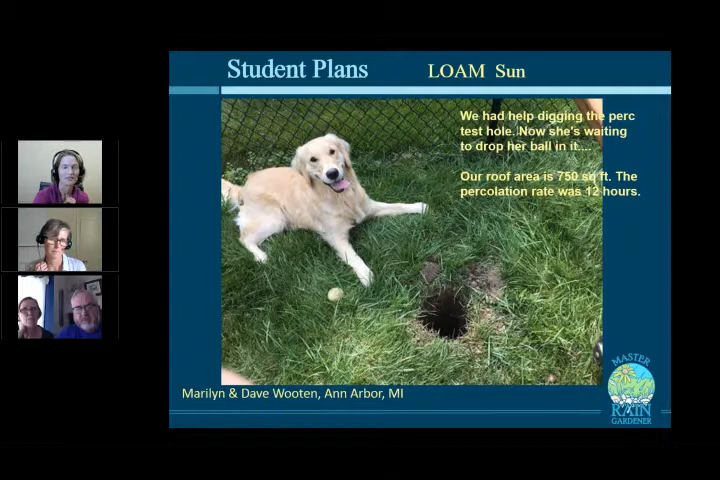 Student Plans
LOAM Sun
We had help digging the perc
test hole. Now she's waiting
to drop her ball in it....
Our roof area is 750 sq ft. The
percolation rate was 12 hours.
Marilyn & Dave Wooten, Ann Arbor, MI
MASTER
RAIN
GARDENER